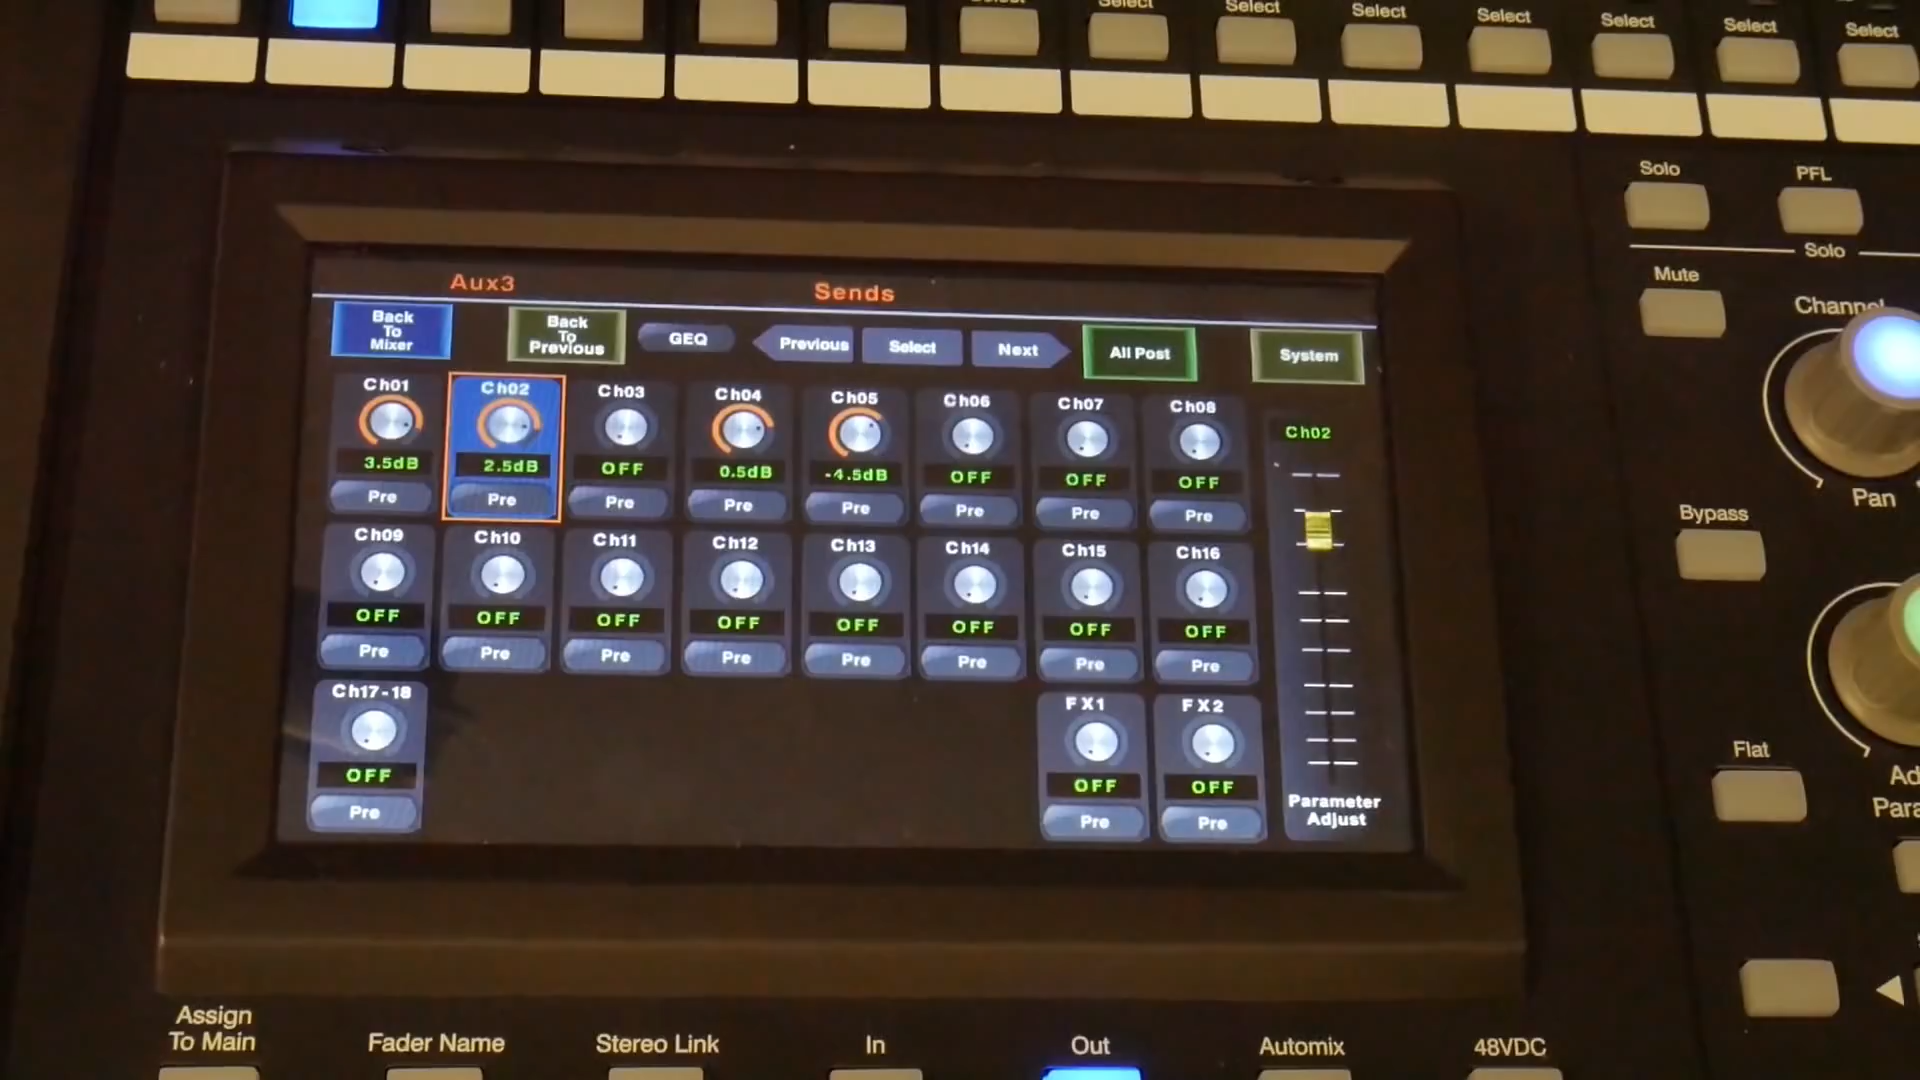 Select
Select
Select
Select
Select
Select
Select
Select
Solo
PFL
Solo
Mute
Channel
Pan
Bypass
Flat
Aux3
Sends
Back
To
Mixer
Back
To
Previous
GEQ
Previous
Select
Next
All Post
System
Ch01
Ch02
Ch03
Ch04
Ch05
Ch06
Ch07
Ch08
Ch02
3.5dB
2.5dB
OFF
0.5dB
-4.5dB
OFF
OFF
OFF
Pre
Pre
Pre
Pre
Pre
Pre
Pre
Pre
Ch09
Ch10
Ch11
Ch12
Ch13
Ch14
Ch15
Ch16
OFF
OFF
OFF
OFF
OFF
OFF
OFF
OFF
Pre
Pre
Pre
Pre
Pre
Pre
Pre
Pre
Ch17-18
FX1
FX2
OFF
OFF
OFF
Pre
Pre
Pre
Parameter
Adjust
Assign
To Main
Fader Name
Stereo Link
In
Out
Automix
48VDC